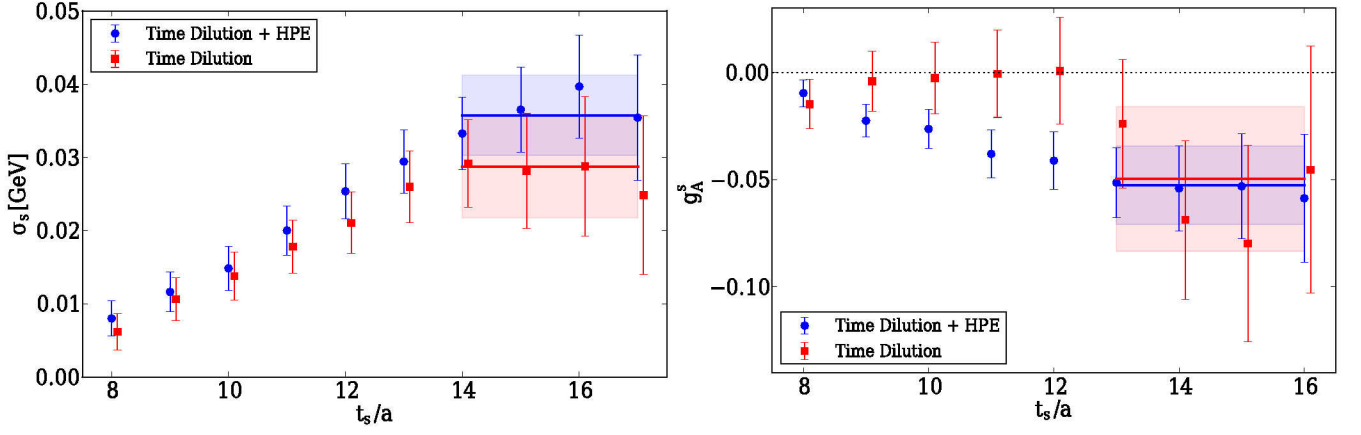 0.05
0.04
0.03
0.02
0.01
0.00
σs[GeV]
Time Dilution + HPE
Time Dilution
8
10
12
14
16
ts/a
0.00
−0.05
−0.10
gAs
Time Dilution + HPE
Time Dilution
8
10
12
14
16
ts/a